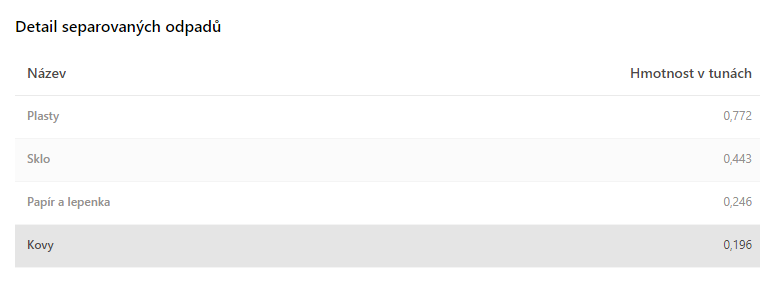 Detail separovaných odpadů
Název Hmotnost v tunách
Plasty 0,772
Sklo 0,443
Papír a lepenka 0,246
Kovy 0,196